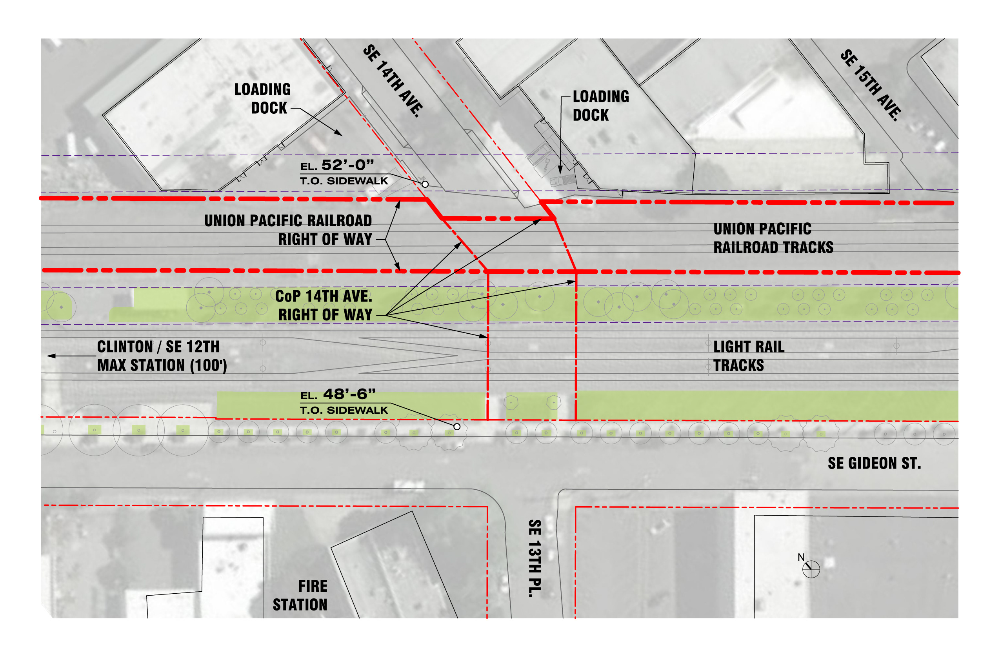 SE 14TH AVE.
SE 15TH AVE.
LOADING
DOCK
LOADING
DOCK
EL. 52’-0”
T.O. SIDEWALK
UNION PACIFIC RAILROAD
RIGHT OF WAY
UNION PACIFIC
RAILROAD TRACKS
CoP 14TH AVE.
RIGHT OF WAY
CLINTON / SE 12TH
MAX STATION (100')
LIGHT RAIL
TRACKS
EL. 48’-6”
T.O. SIDEWALK
SE GIDEON ST.
SE 13TH PL.
N
FIRE
STATION